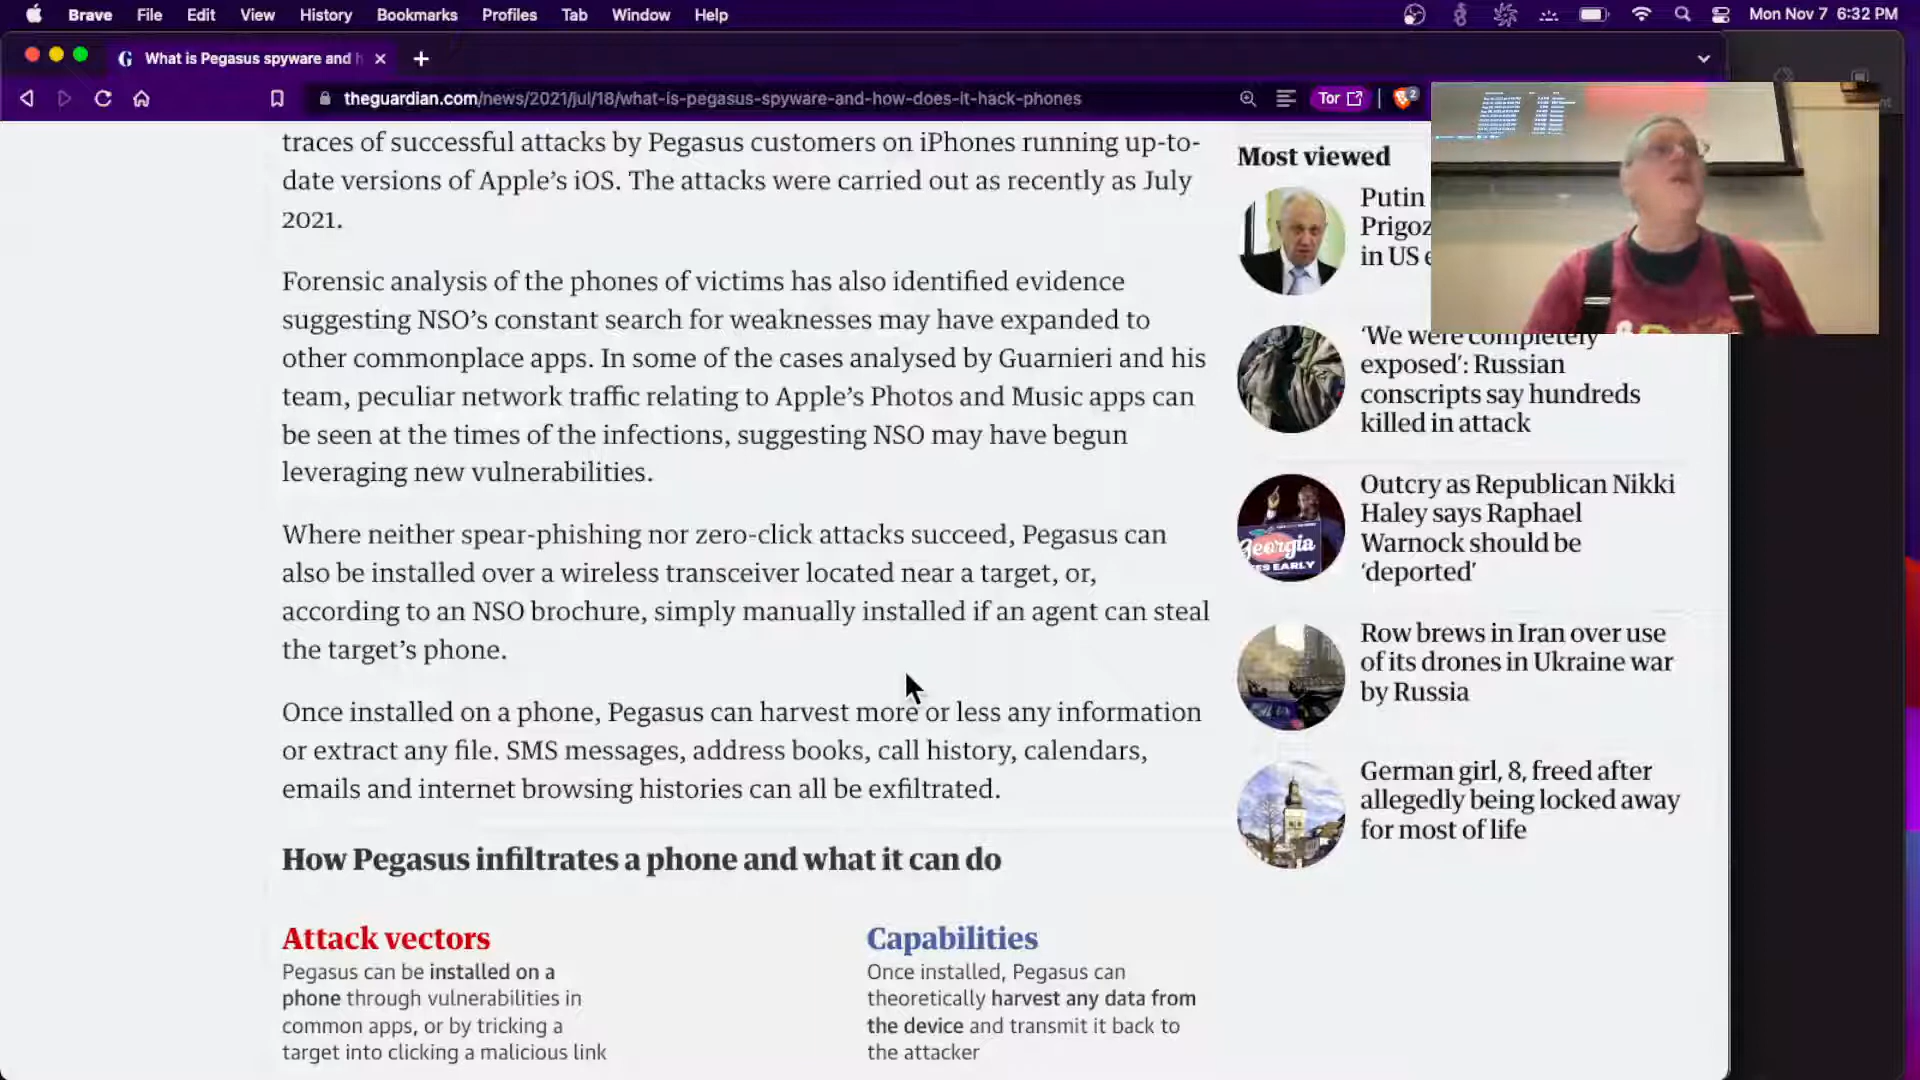 Brave File Edit View History Bookmarks Profiles Tab Window Help
Mon Nov 7 6:32 PM
What is Pegasus spyware and h
theguardian.com/news/2021/jul/18/what-is-pegasus-spyware-and-how-does-it-hack-phones
Tor
2
traces of successful attacks by Pegasus customers on iPhones running up-to-
date versions of Apple’s iOS. The attacks were carried out as recently as July
2021.
Forensic analysis of the phones of victims has also identified evidence
suggesting NSO’s constant search for weaknesses may have expanded to
other commonplace apps. In some of the cases analysed by Guarnieri and his
team, peculiar network traffic relating to Apple’s Photos and Music apps can
be seen at the times of the infections, suggesting NSO may have begun
leveraging new vulnerabilities.
Where neither spear-phishing nor zero-click attacks succeed, Pegasus can
also be installed over a wireless transceiver located near a target, or,
according to an NSO brochure, simply manually installed if an agent can steal
the target’s phone.
Once installed on a phone, Pegasus can harvest more or less any information
or extract any file. SMS messages, address books, call history, calendars,
emails and internet browsing histories can all be exfiltrated.
How Pegasus infiltrates a phone and what it can do
Attack vectors
Pegasus can be installed on a
phone through vulnerabilities in
common apps, or by tricking a
target into clicking a malicious link
Capabilities
Once installed, Pegasus can
theoretically harvest any data from
the device and transmit it back to
the attacker
Most viewed
Putin
Prigoz
in US e
‘We were completely
exposed’: Russian
conscripts say hundreds
killed in attack
Georgia
Outcry as Republican Nikki
Haley says Raphael
Warnock should be
‘deported’
Row brews in Iran over use
of its drones in Ukraine war
by Russia
German girl, 8, freed after
allegedly being locked away
for most of life